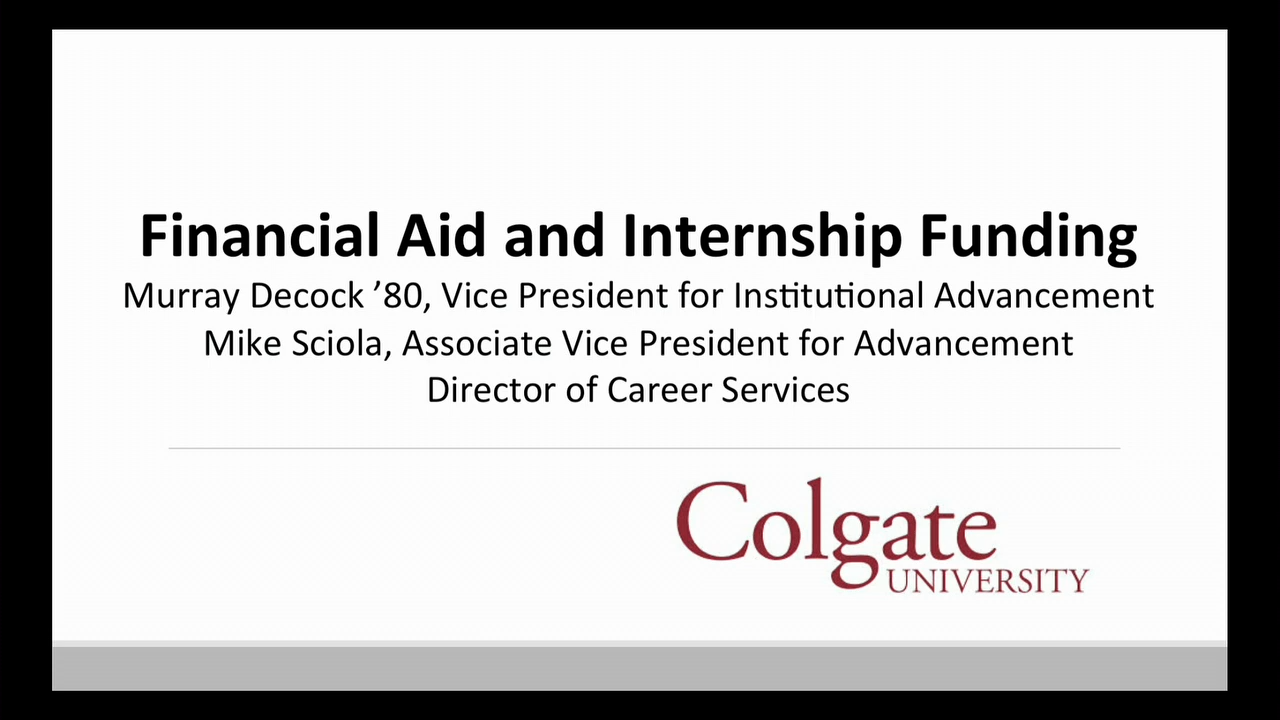 Financial Aid and Internship Funding
Murray Decock ’80, Vice President for Institutional Advancement
Mike Sciola, Associate Vice President for Advancement
Director of Career Services
Colgate
UNIVERSITY